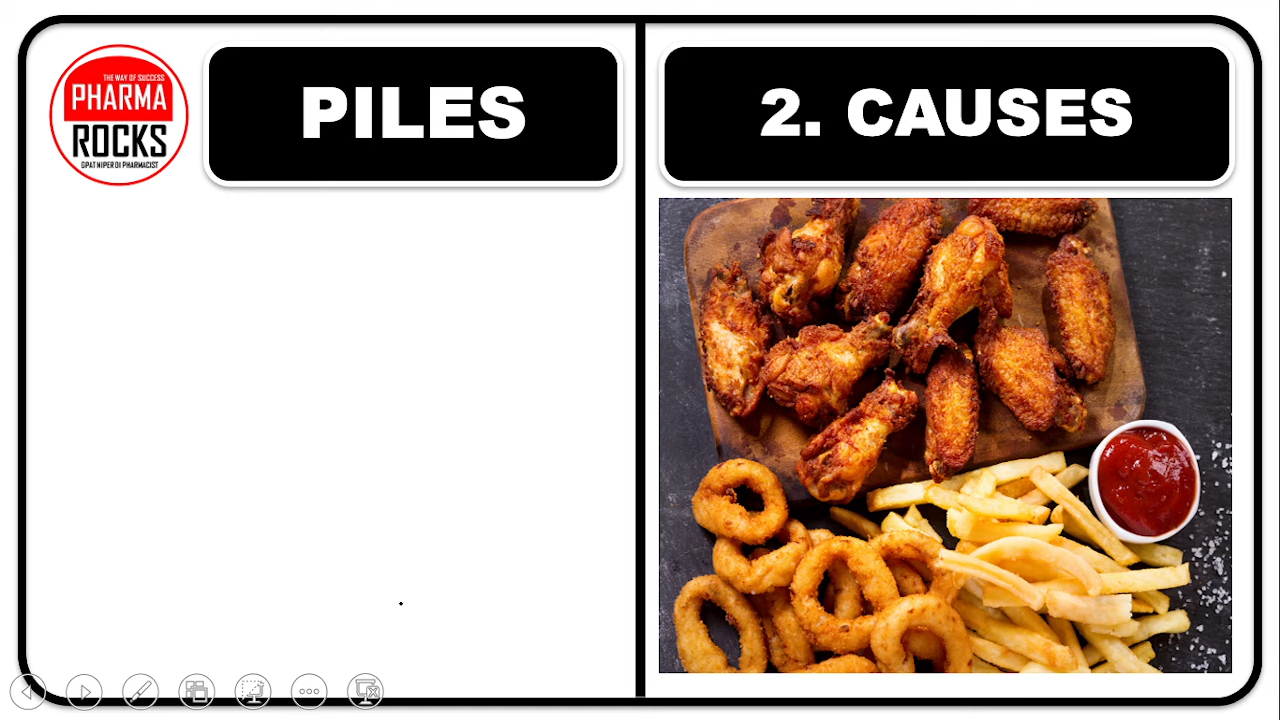 THE WAY OF SUCCESS
PHARMA
ROCKS
GPAT NIPER DI PHARMACIST
PILES
2. CAUSES